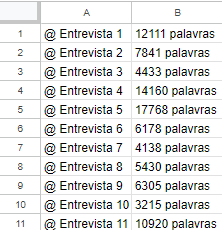 A B
1 @ Entrevista 1 12111 palavras
2 @ Entrevista 2 7841 palavras
3 @ Entrevista 3 4433 palavras
4 @ Entrevista 4 14160 palavras
5 @ Entrevista 5 17768 palavras
6 @ Entrevista 6 6178 palavras
7 @ Entrevista 7 4138 palavras
8 @ Entrevista 8 5430 palavras
9 @ Entrevista 9 6305 palavras
10 @ Entrevista 10 3215 palavras
11 @ Entrevista 11 10920 palavras